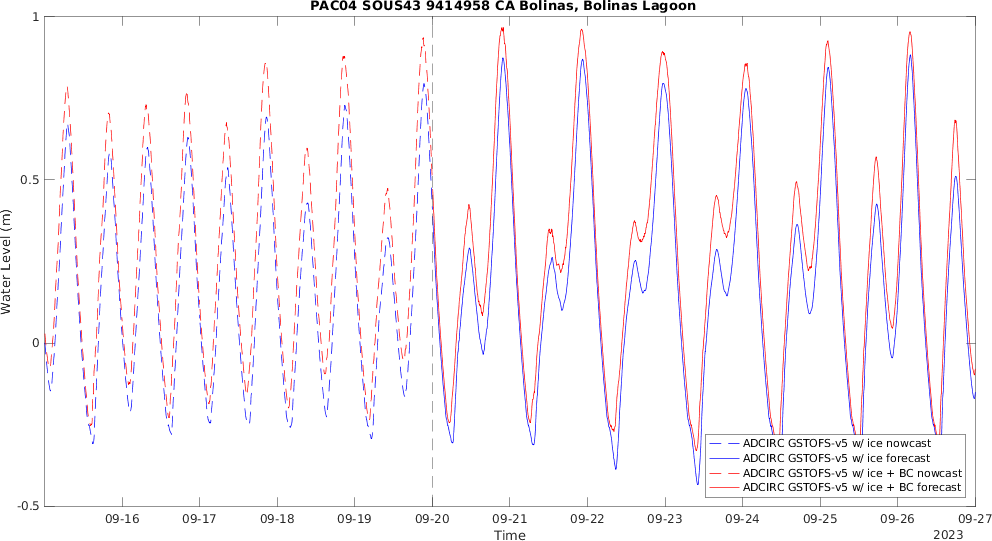 PAC04 SOUS43 9414958 CA Bolinas, Bolinas Lagoon
Water Level (m)
1
0.5
0
-0.5
ADCIRC GSTOFS-v5 w/ ice nowcast
ADCIRC GSTOFS-v5 w/ ice forecast
ADCIRC GSTOFS-v5 w/ ice + BC nowcast
ADCIRC GSTOFS-v5 w/ ice + BC forecast
09-16 09-17 09-18 09-19 09-20 09-21 09-22 09-23 09-24 09-25 09-26 09-27
Time
2023